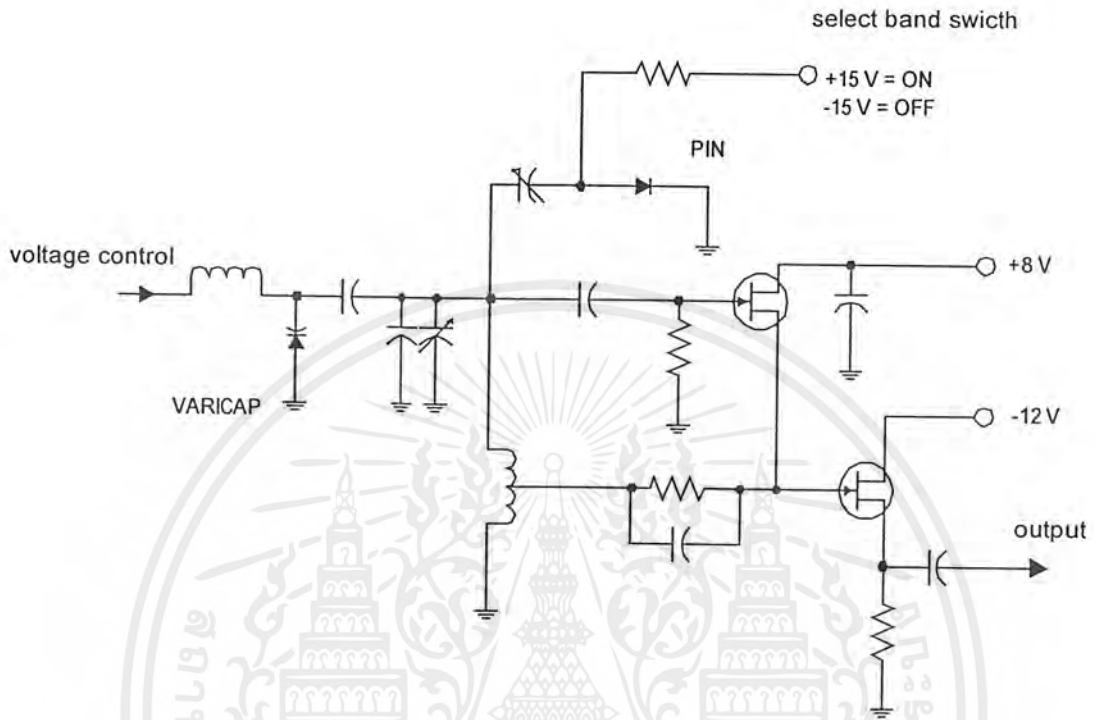 select band swicth
+15 V = ON
-15 V = OFF
PIN
voltage control
+8 V
VARICAP
-12 V
output